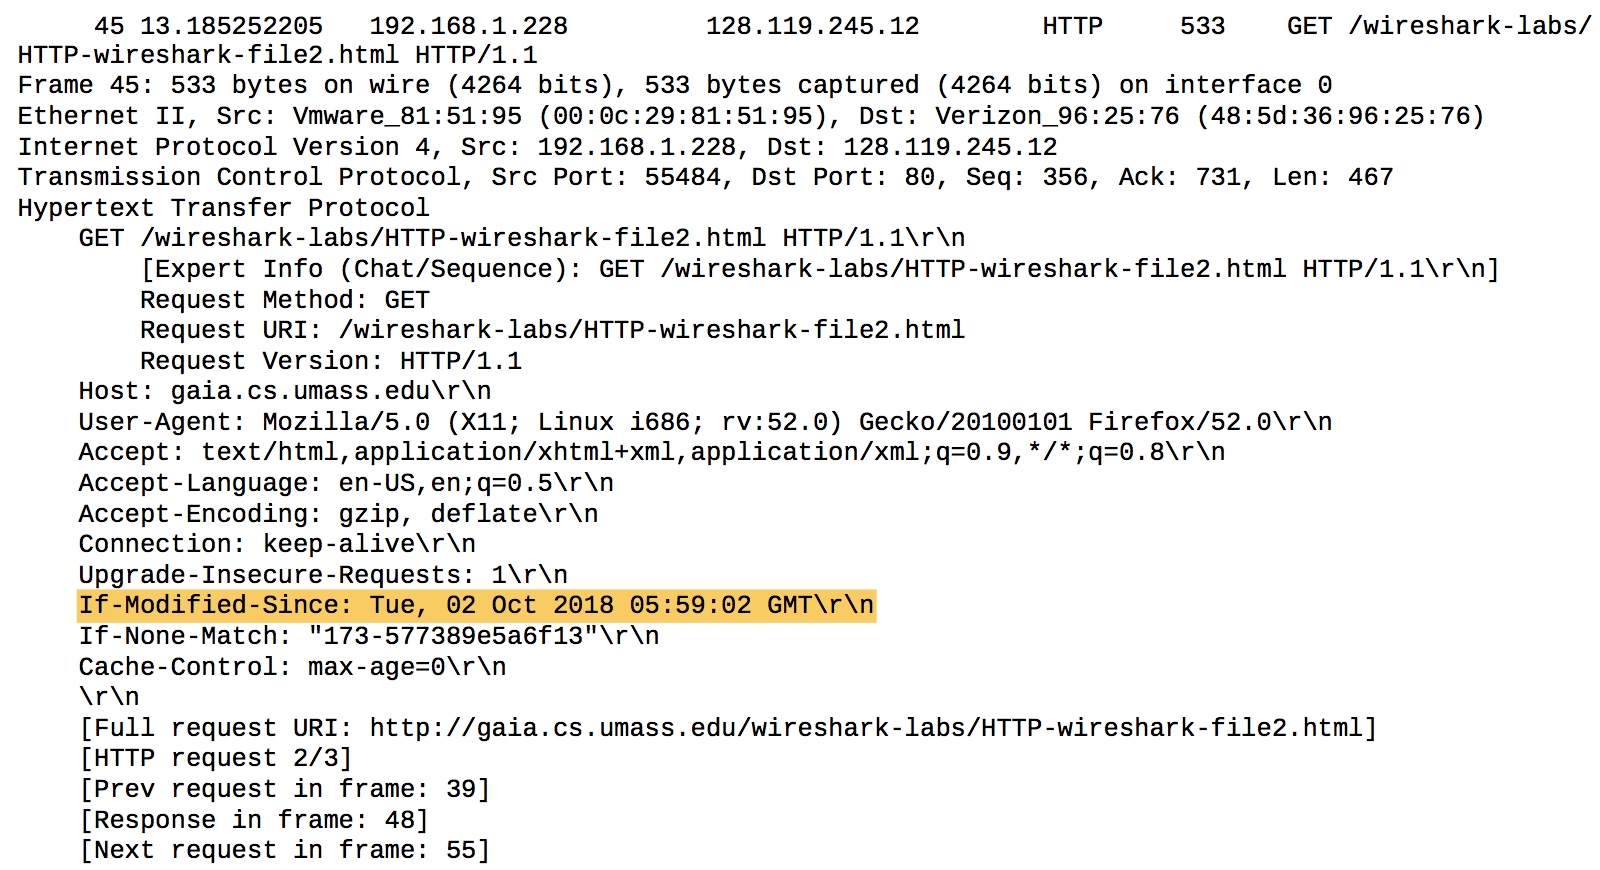 45 13.185252205   192.168.1.228         128.119.245.12        HTTP     533    GET /wireshark-labs/
HTTP-wireshark-file2.html HTTP/1.1
Frame 45: 533 bytes on wire (4264 bits), 533 bytes captured (4264 bits) on interface 0
Ethernet II, Src: Vmware_81:51:95 (00:0c:29:81:51:95), Dst: Verizon_96:25:76 (48:5d:36:96:25:76)
Internet Protocol Version 4, Src: 192.168.1.228, Dst: 128.119.245.12
Transmission Control Protocol, Src Port: 55484, Dst Port: 80, Seq: 356, Ack: 731, Len: 467
Hypertext Transfer Protocol
    GET /wireshark-labs/HTTP-wireshark-file2.html HTTP/1.1\r\n
        [Expert Info (Chat/Sequence): GET /wireshark-labs/HTTP-wireshark-file2.html HTTP/1.1\r\n]
        Request Method: GET
        Request URI: /wireshark-labs/HTTP-wireshark-file2.html
        Request Version: HTTP/1.1
    Host: gaia.cs.umass.edu\r\n
    User-Agent: Mozilla/5.0 (X11; Linux i686; rv:52.0) Gecko/20100101 Firefox/52.0\r\n
    Accept: text/html,application/xhtml+xml,application/xml;q=0.9,*/*;q=0.8\r\n
    Accept-Language: en-US,en;q=0.5\r\n
    Accept-Encoding: gzip, deflate\r\n
    Connection: keep-alive\r\n
    Upgrade-Insecure-Requests: 1\r\n
    If-Modified-Since: Tue, 02 Oct 2018 05:59:02 GMT\r\n
    If-None-Match: "173-577389e5a6f13"\r\n
    Cache-Control: max-age=0\r\n
    \r\n
    [Full request URI: http://gaia.cs.umass.edu/wireshark-labs/HTTP-wireshark-file2.html]
    [HTTP request 2/3]
    [Prev request in frame: 39]
    [Response in frame: 48]
    [Next request in frame: 55]